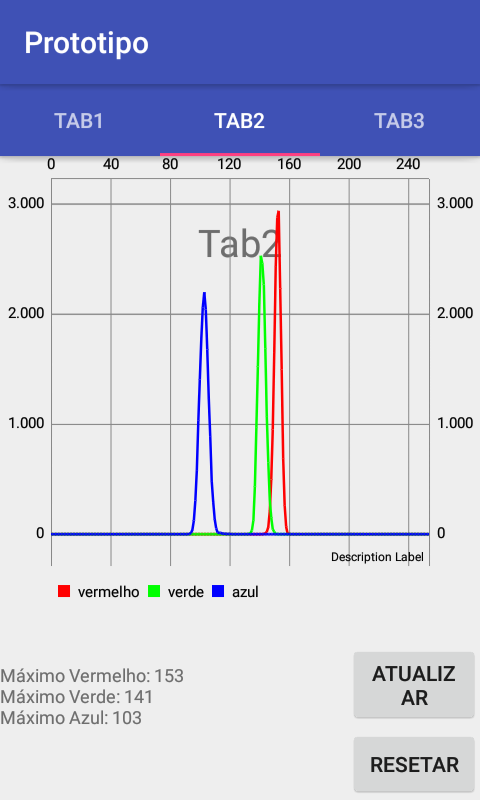 Prototipo
TAB1 TAB2 TAB3
0 40 80 120 160 200 240
3.000 3.000
Tab2
2.000 2.000
1.000 1.000
0 0
Description Label
vermelho verde azul
Máximo Vermelho: 153
Máximo Verde: 141
Máximo Azul: 103
ATUALIZ
AR
RESETAR